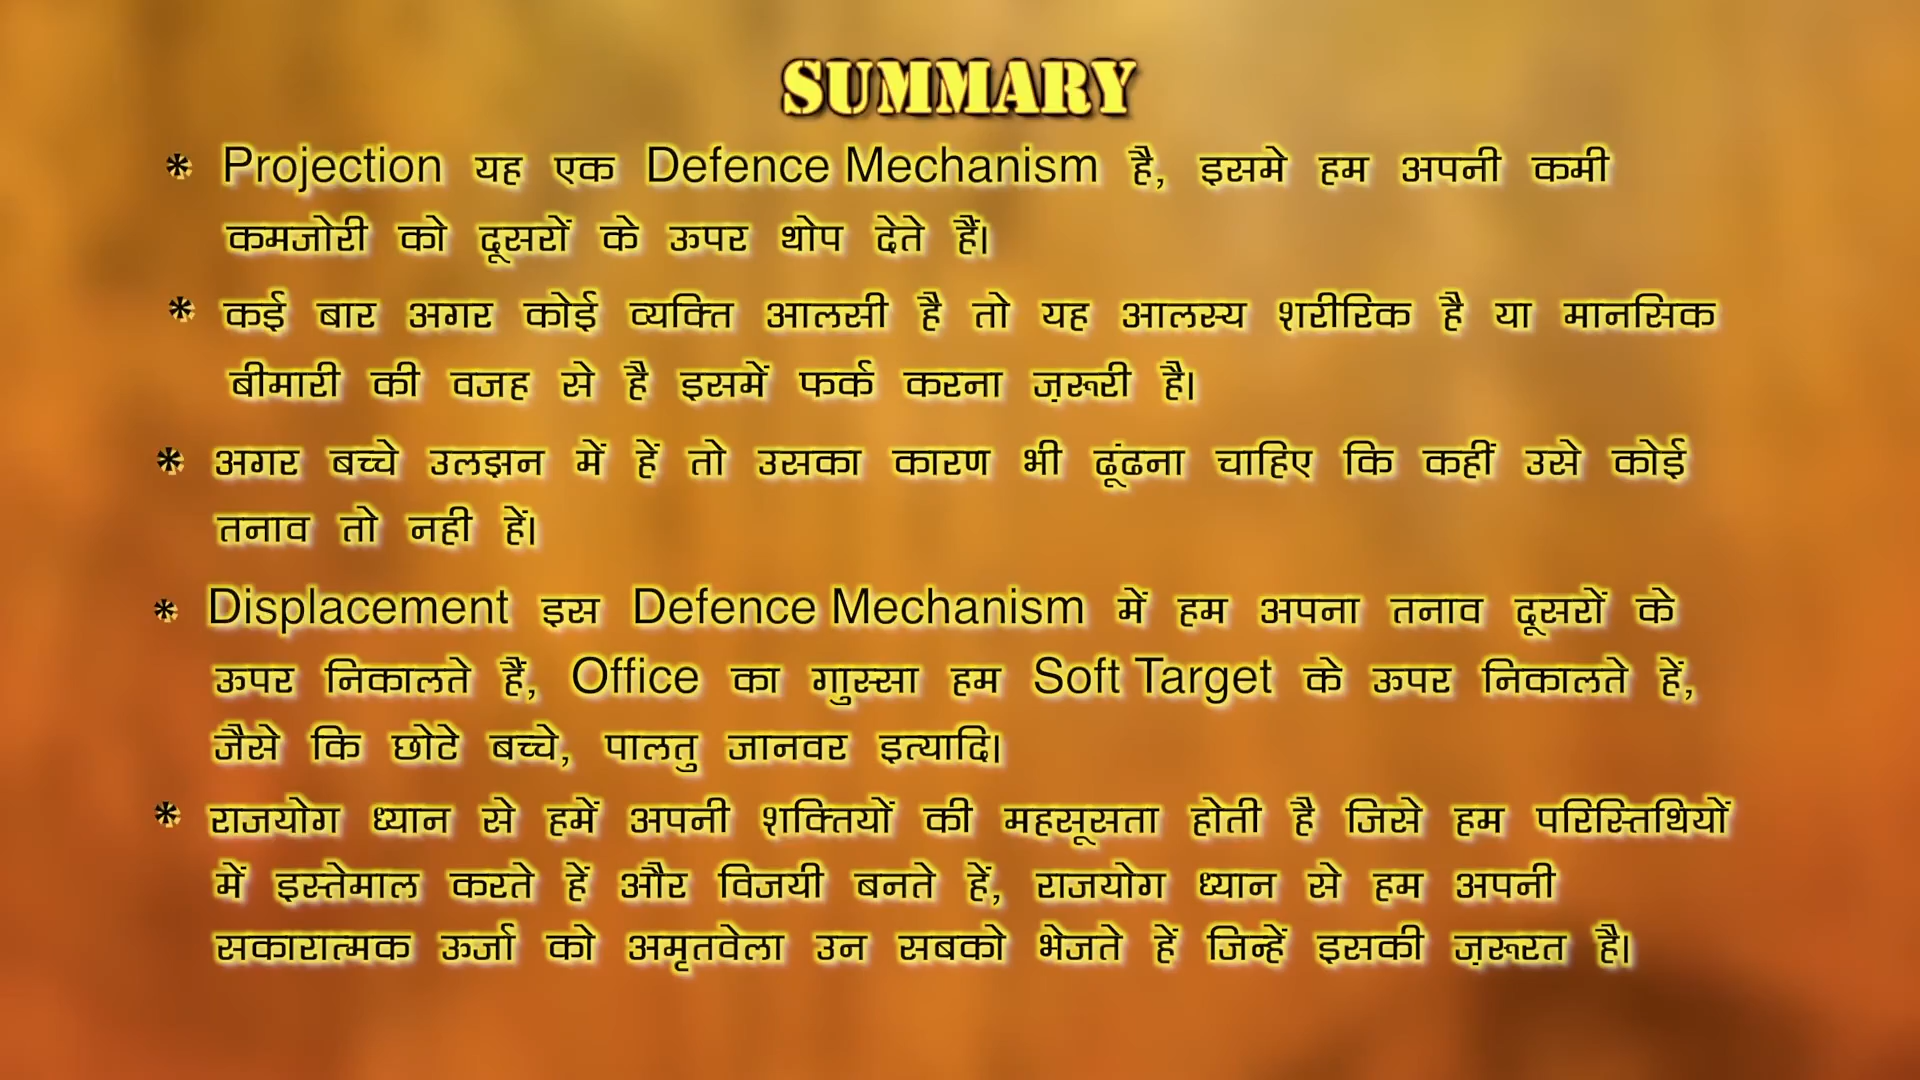 SUMMARY
* Projection यह एक Defence Mechanism है, इसमे हम अपनी कमी
कमजोरी को दूसरों के ऊपर थोप देते हैं।
* कई बार अगर कोई व्यक्ति आलसी है तो यह आलस्य शरीरिक है या मानसिक
बीमारी की वजह से है इसमें फर्क करना ज़रूरी है।
* अगर बच्चे उलझन में हें तो उसका कारण भी ढूंढना चाहिए कि कहीं उसे कोई
तनाव तो नही हें।
* Displacement इस Defence Mechanism में हम अपना तनाव दूसरों के
ऊपर निकालते हैं, Office का गाुस्सा हम Soft Target के ऊपर निकालते हें,
जैसे कि छोटे बच्चे, पालतु जानवर इत्यादि।
* राजयोग ध्यान से हमें अपनी शक्तियों की महसूसता होती है जिसे हम परिस्तिथियों
में इस्तेमाल करते हें और विजयी बनते हें, राजयोग ध्यान से हम अपनी
सकारात्मक ऊर्जा को अमृतवेला उन सबको भेजते हें जिन्हें इसकी ज़रूरत है।